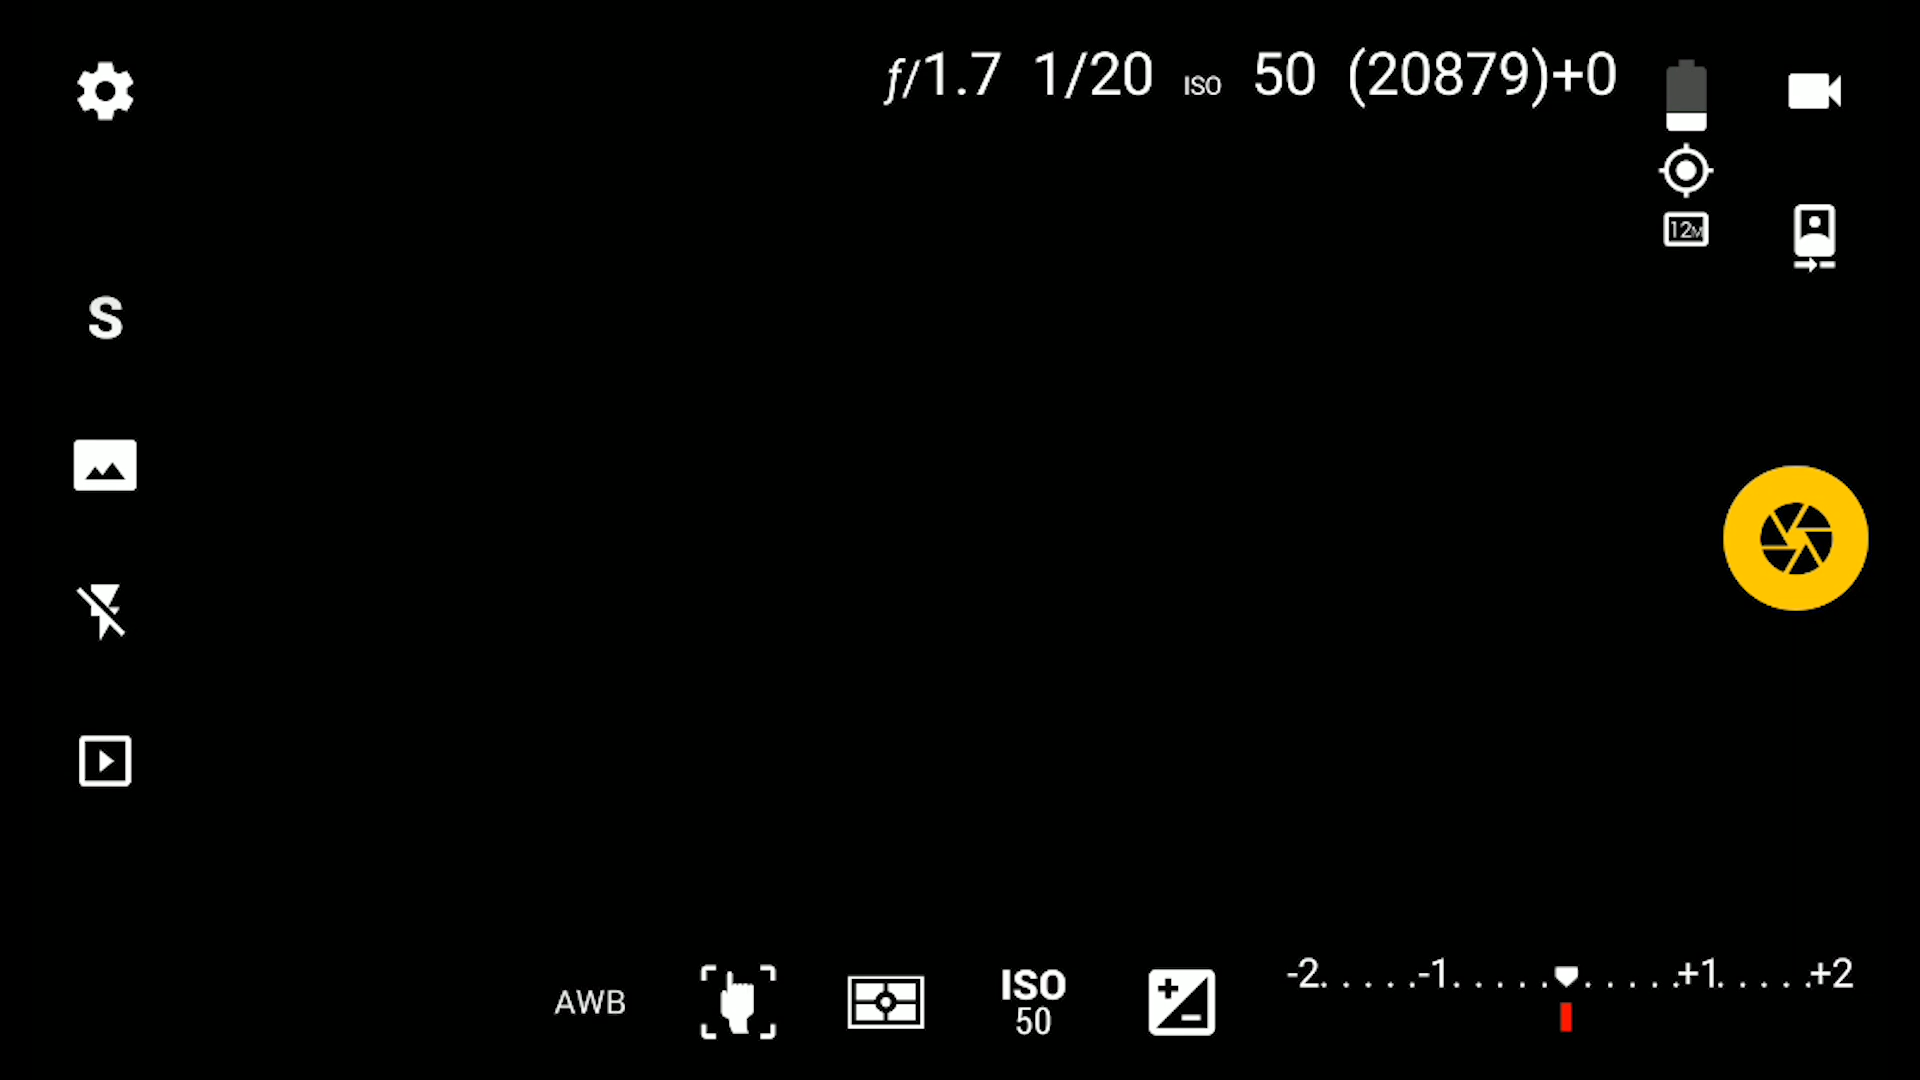 f/1.7 1/20 ISO 50 (20879)+0
12M
S
AWB
ISO
50
-2.....-1..... .....+1.....+2